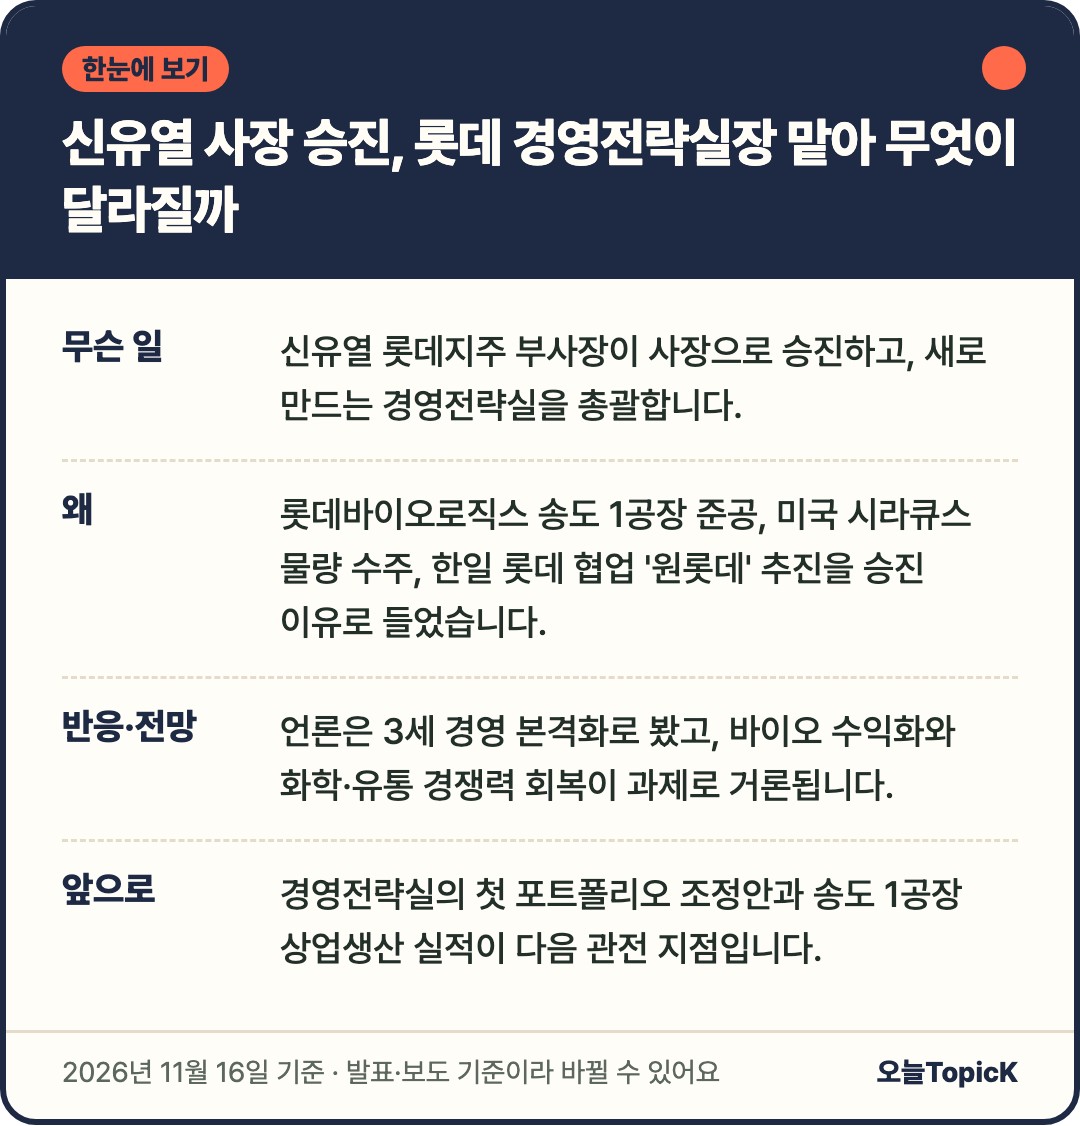 한눈에 보기
신유열 사장 승진, 롯데 경영전략실장 맡아 무엇이
달라질까
무슨 일
신유열 롯데지주 부사장이 사장으로 승진하고, 새로
만드는 경영전략실을 총괄합니다.
왜
롯데바이오로직스 송도 1공장 준공, 미국 시라큐스
물량 수주, 한일 롯데 협업 '원롯데' 추진을 승진
이유로 들었습니다.
반응·전망
언론은 3세 경영 본격화로 봤고, 바이오 수익화와
화학·유통 경쟁력 회복이 과제로 거론됩니다.
앞으로
경영전략실의 첫 포트폴리오 조정안과 송도 1공장
상업생산 실적이 다음 관전 지점입니다.
2026년 11월 16일 기준 · 발표·보도 기준이라 바뀔 수 있어요
오늘TopicK